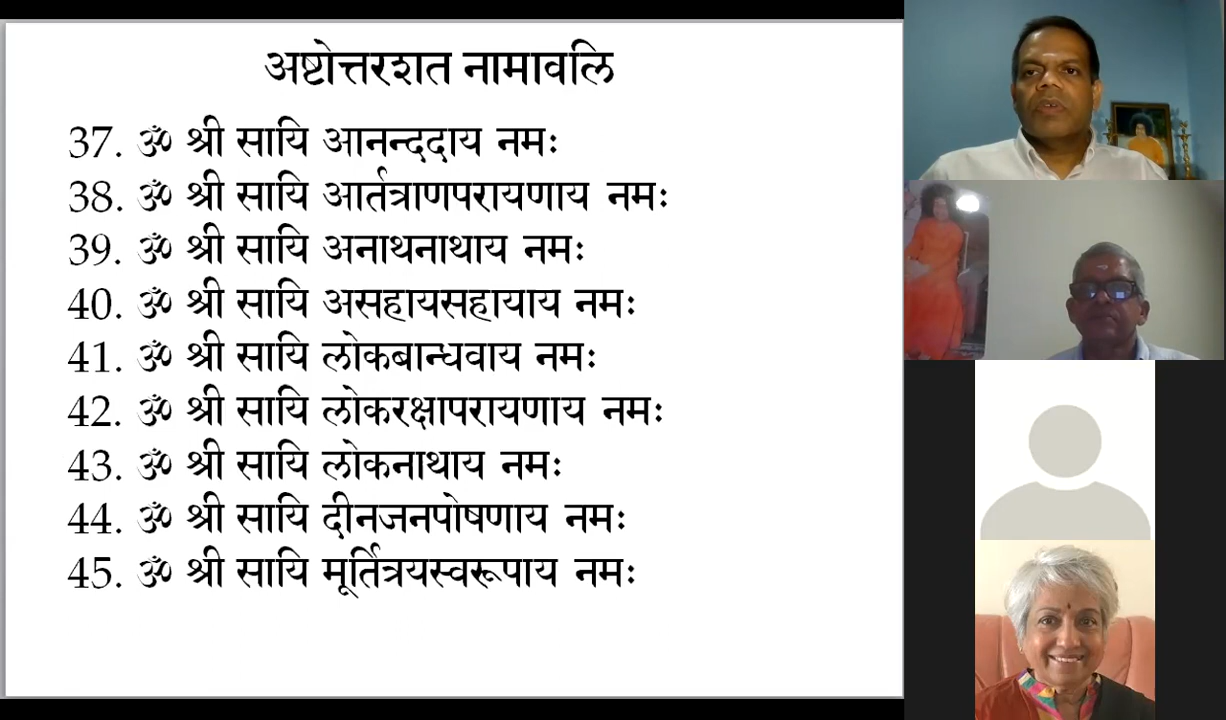 अष्टोत्तरशत नामावलि
37. ॐ श्री सायि आनन्ददाय नमः
38. ॐ श्री सायि आर्तत्राणपरायणाय नमः
39. ॐ श्री सायि अनाथनाथाय नमः
40. ॐ श्री सायि असहायसहायाय नमः
41. ॐ श्री सायि लोकबान्धवाय नमः
42. ॐ श्री सायि लोकरक्षापरायणाय नमः
43. ॐ श्री सायि लोकनाथाय नमः
44. ॐ श्री सायि दीनजनपोषणाय नमः
45. ॐ श्री सायि मूर्तित्रयस्वरूपाय नमः